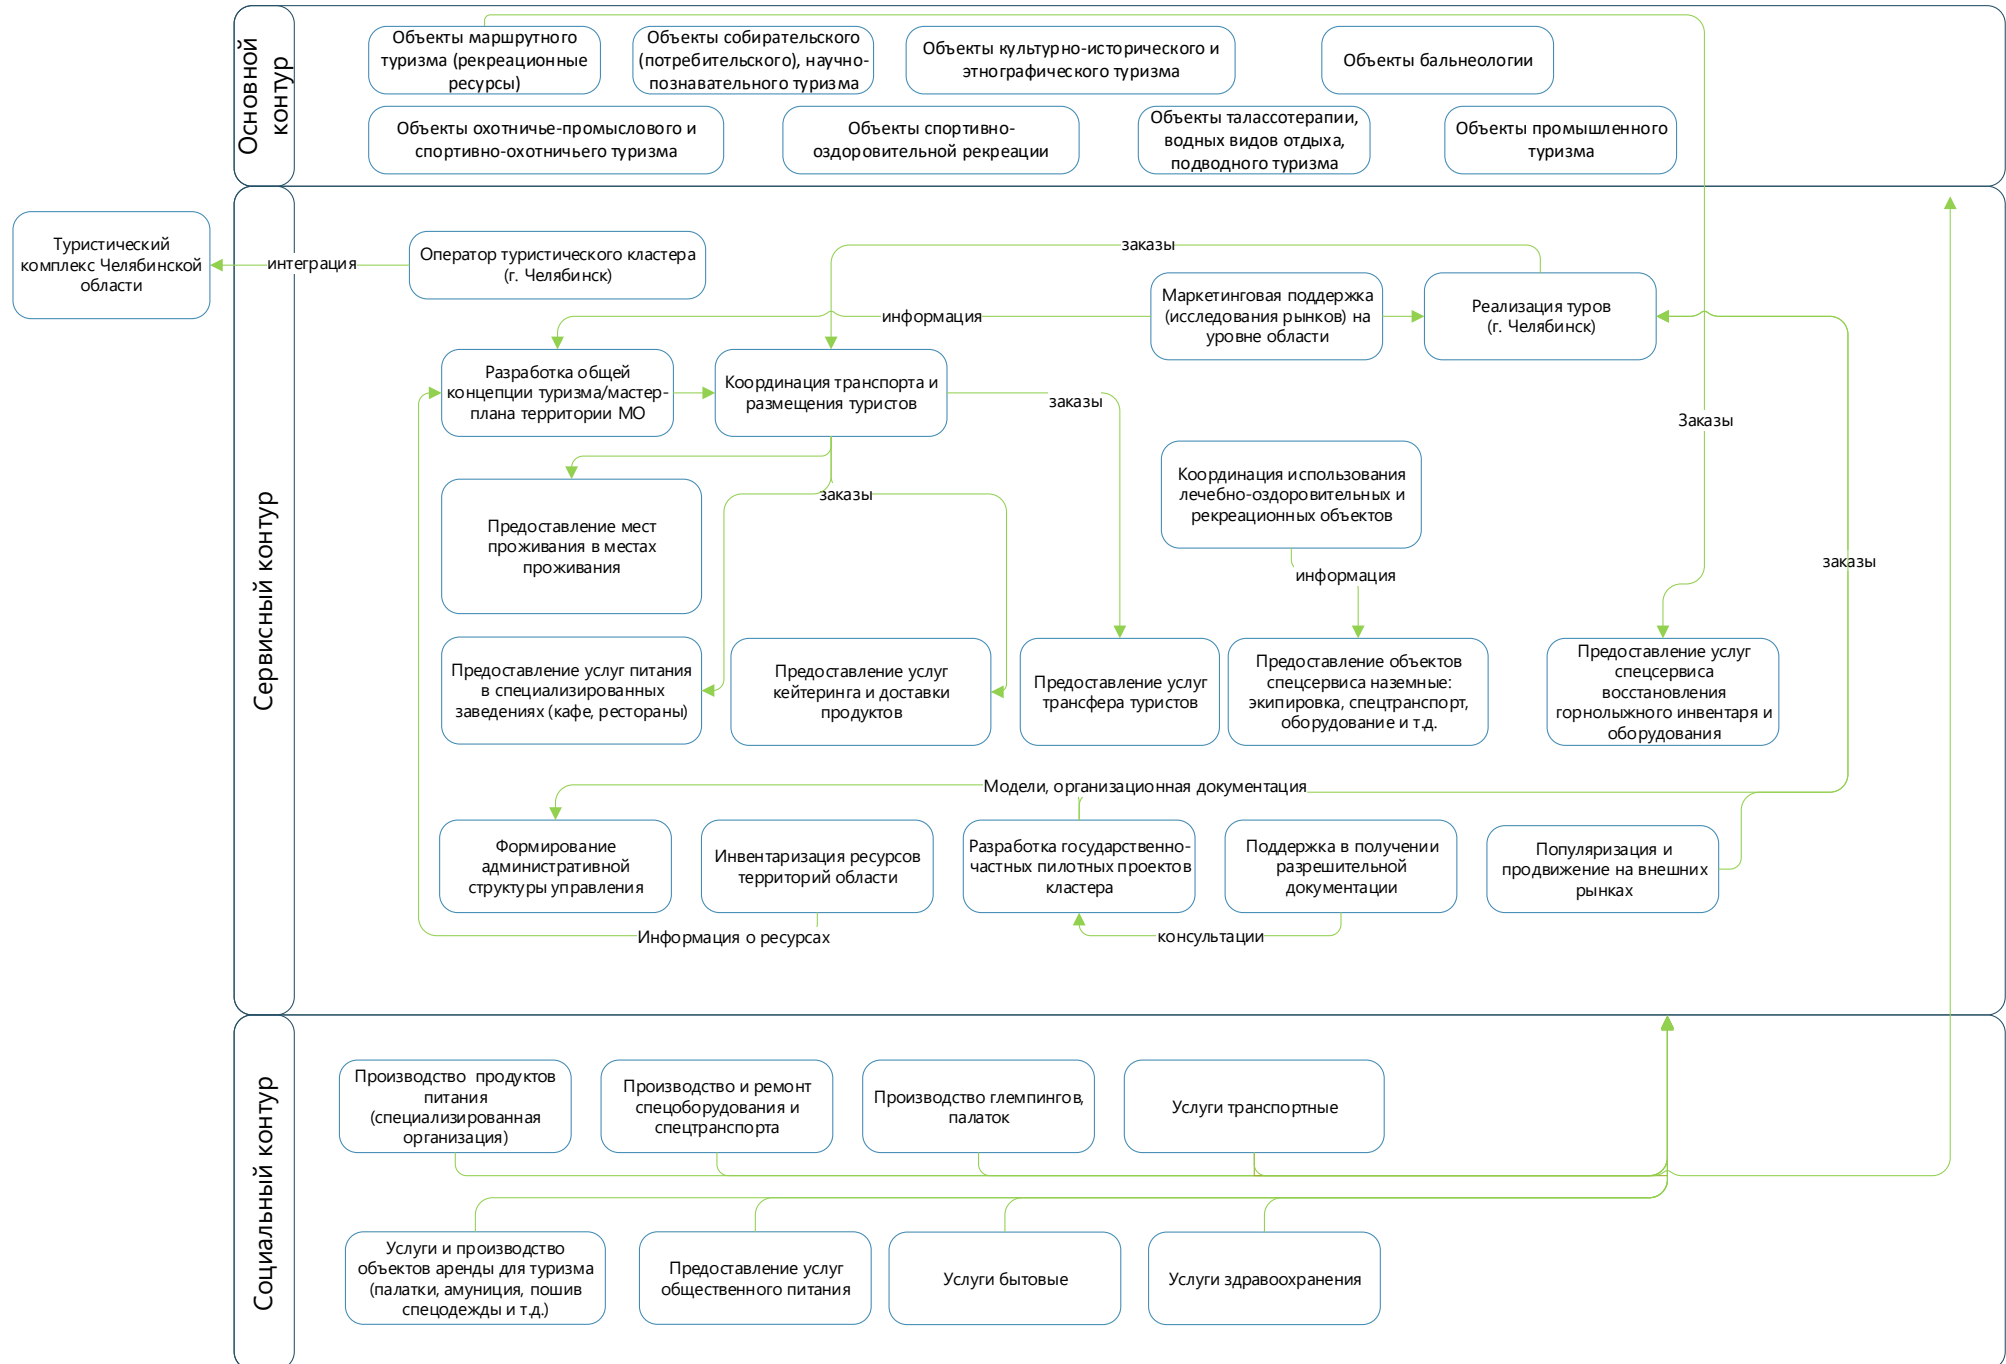 Основной
контур
Объекты маршрутного
туризма (рекреационные
ресурсы)
Объекты собирательского
(потребительского), научно-
познавательного туризма
Объекты культурно-исторического и
этнографического туризма
Объекты бальнеологии
Объекты охотничье-промыслового и
спортивно-охотничьего туризма
Объекты спортивно-
оздоровительной рекреации
Объекты талассотерапии,
водных видов отдыха,
подводного туризма
Объекты промышленного
туризма
Сервисный контур
Туристический
комплекс Челябинской
области
интеграция
Оператор туристического кластера
(г. Челябинск)
заказы
информация
Маркетинговая поддержка
(исследования рынков) на
уровне области
Реализация туров
(г. Челябинск)
Разработка общей
концепции туризма/мастер-
плана территории МО
Координация транспорта и
размещения туристов
заказы
Заказы
Координация использования
лечебно-оздоровительных и
рекреационных объектов
заказы
Предоставление мест
проживания в местах
проживания
информация
заказы
Предоставление услуг питания
в специализированных
заведениях (кафе, рестораны)
Предоставление услуг
кейтеринга и доставки
продуктов
Предоставление услуг
трансфера туристов
Предоставление объектов
спецсервиса наземные:
экипировка, спецтранспорт,
оборудование и т.д.
Предоставление услуг
спецсервиса
восстановления
горнолыжного инвентаря и
оборудования
Модели, организационная документация
Формирование
административной
структуры управления
Инвентаризация ресурсов
территорий области
Разработка государственно-
частных пилотных проектов
кластера
Поддержка в получении
разрешительной
документации
Популяризация и
продвижение на внешних
рынках
Информация о ресурсах
консультации
Социальный контур
Производство продуктов
питания
(специализированная
организация)
Производство и ремонт
спецоборудования и
спецтранспорта
Производство глемпингов,
палаток
Услуги транспортные
Услуги и производство
объектов аренды для туризма
(палатки, амуниция, пошив
спецодежды и т.д.)
Предоставление услуг
общественного питания
Услуги бытовые
Услуги здравоохранения